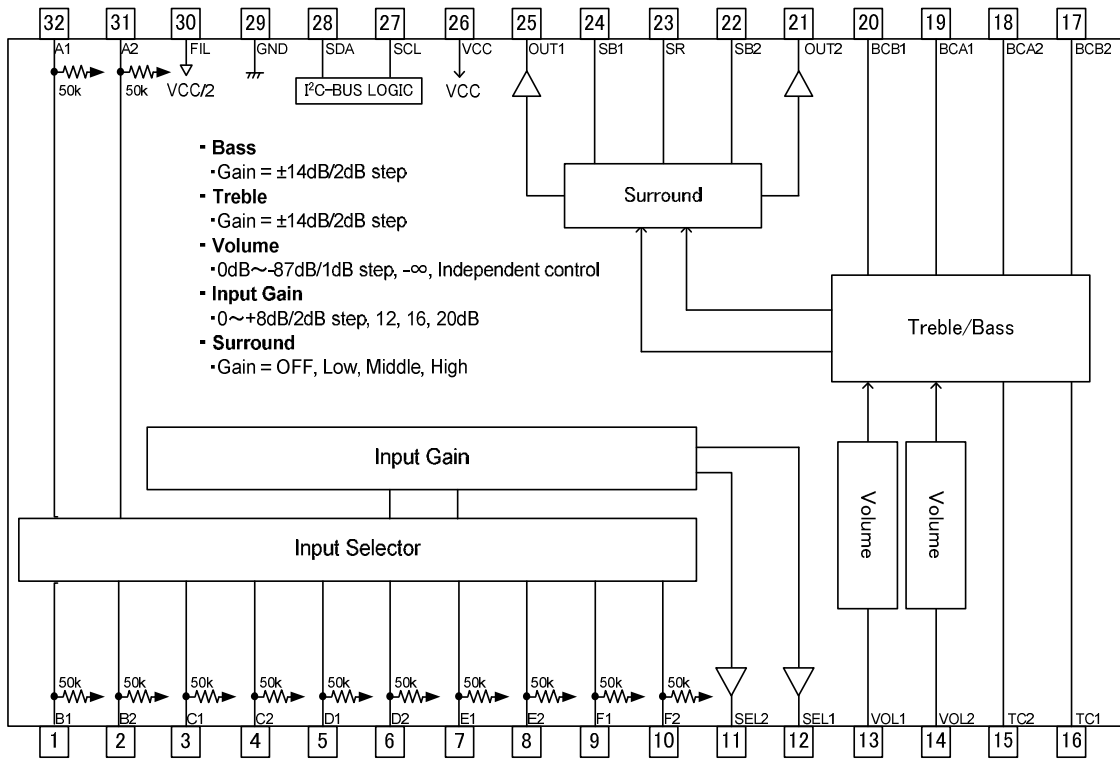 32 31 30 29 28 27 26 25 24 23 22 21 20 19 18 17
A1 A2 FIL GND SDA SCL VCC OUT1 SB1 SR SB2 OUT2 BCB1 BCA1 BCA2 BCB2
50k 50k VCC/2 I²C-BUS LOGIC VCC
- Bass
・Gain = ±14dB/2dB step
- Treble
・Gain = ±14dB/2dB step
- Volume
・0dB～-87dB/1dB step, -∞, Independent control
- Input Gain
・0～+8dB/2dB step, 12, 16, 20dB
- Surround
・Gain = OFF, Low, Middle, High
Surround
Treble/Bass
Input Gain
Input Selector
Volume
Volume
50k 50k 50k 50k 50k 50k 50k 50k 50k 50k
B1 B2 C1 C2 D1 D2 E1 E2 F1 F2 SEL2 SEL1 VOL1 VOL2 TC2 TC1
1 2 3 4 5 6 7 8 9 10 11 12 13 14 15 16